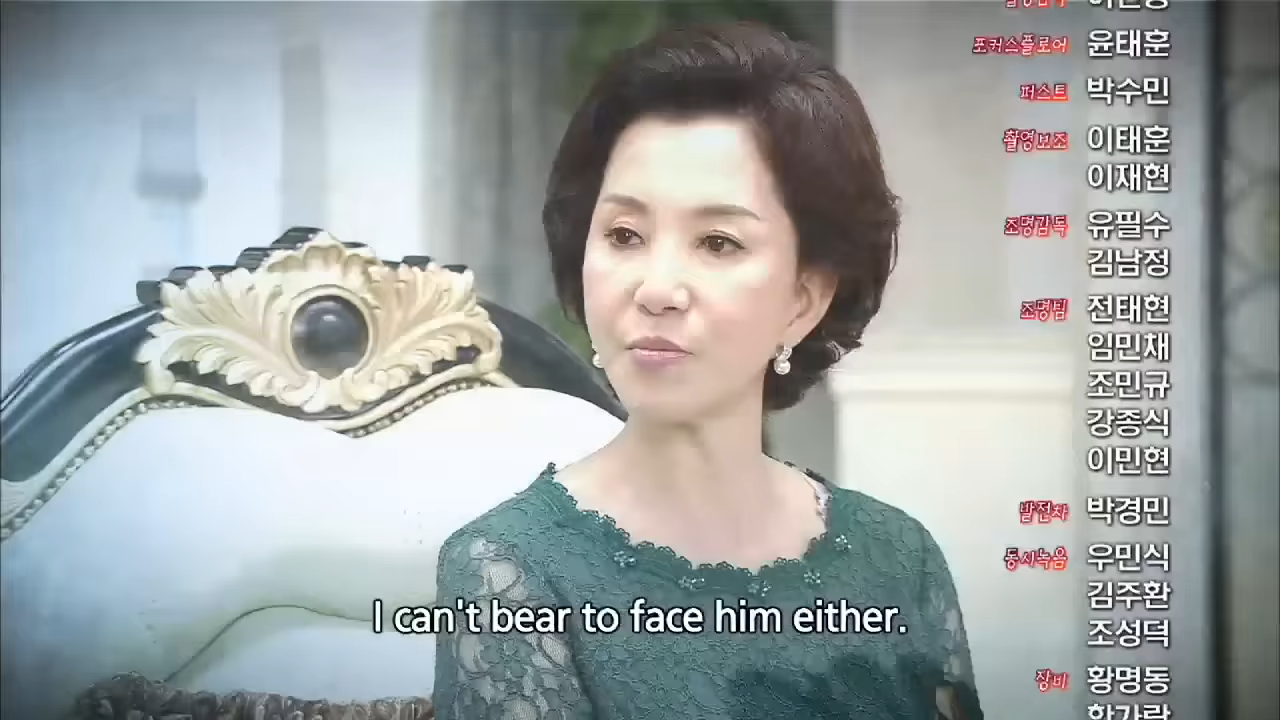 포커스풀로어 윤태훈
퍼스트 박수민
촬영보조 이태훈
이재현
조명감독 유필수
김남정
조명팀 전태현
임민채
조민규
강종식
이민현
발전차 박경민
동시녹음 우민식
김주환
조성덕
I can't bear to face him either.
장비 황명동